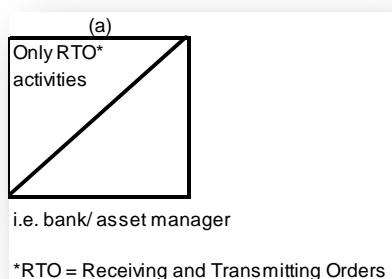 (a)
Only RTO*
activities
i.e. bank/ asset manager
*RTO = Receiving and Transmitting Orders